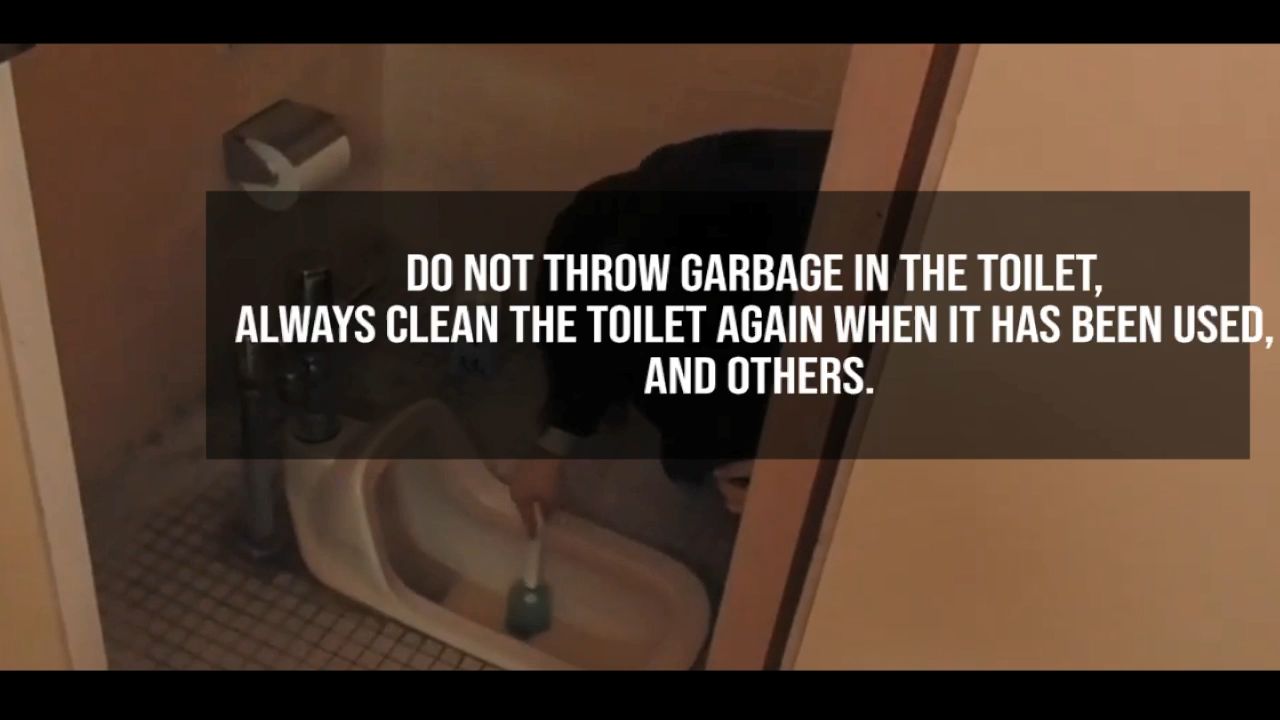 DO NOT THROW GARBAGE IN THE TOILET,
ALWAYS CLEAN THE TOILET AGAIN WHEN IT HAS BEEN USED,
AND OTHERS.